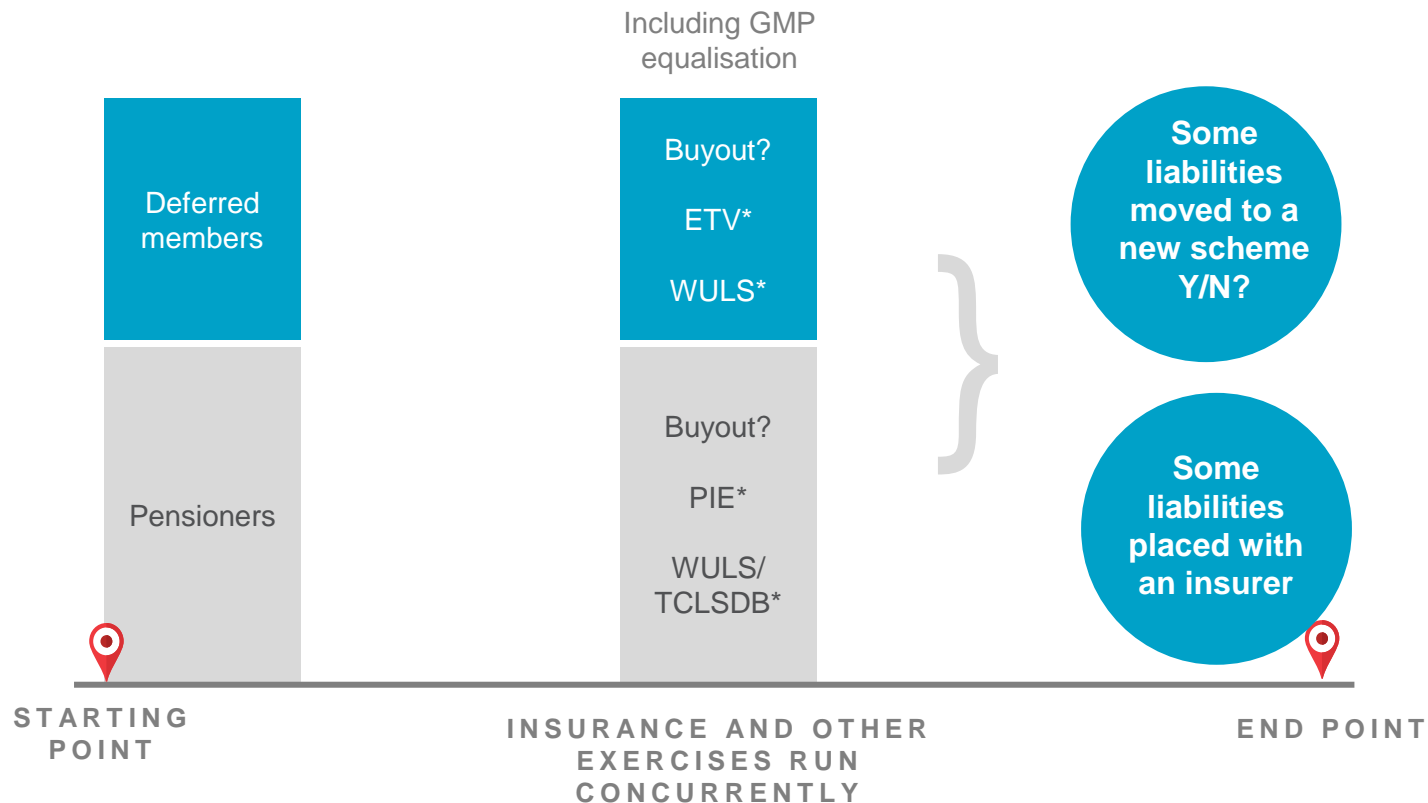 Including GMP
equalisation
Deferred
members
Pensioners
Buyout?
ETV*
WULS*
Buyout?
PIE*
WULS/
TCLSDB*
}
Some
liabilities
moved to a
new scheme
Y/N?
Some
liabilities
placed with
an insurer
STARTING
POINT
INSURANCE AND OTHER
EXERCISES RUN
CONCURRENTLY
END POINT